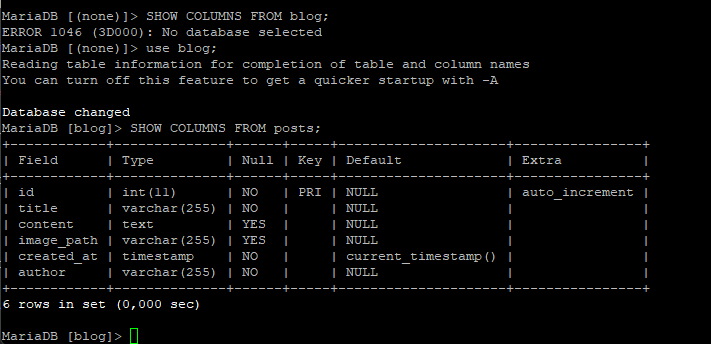 MariaDB [(none)]> SHOW COLUMNS FROM blog;
ERROR 1046 (3D000): No database selected
MariaDB [(none)]> use blog;
Reading table information for completion of table and column names
You can turn off this feature to get a quicker startup with -A

Database changed
MariaDB [blog]> SHOW COLUMNS FROM posts;
+------------+--------------+------+-----+---------------------+----------------+
| Field      | Type         | Null | Key | Default             | Extra          |
+------------+--------------+------+-----+---------------------+----------------+
| id         | int(11)      | NO   | PRI | NULL                | auto_increment |
| title      | varchar(255) | NO   |     | NULL                |                |
| content    | text         | YES  |     | NULL                |                |
| image_path | varchar(255) | YES  |     | NULL                |                |
| created_at | timestamp    | NO   |     | current_timestamp() |                |
| author     | varchar(255) | NO   |     | NULL                |                |
+------------+--------------+------+-----+---------------------+----------------+
6 rows in set (0,000 sec)

MariaDB [blog]>